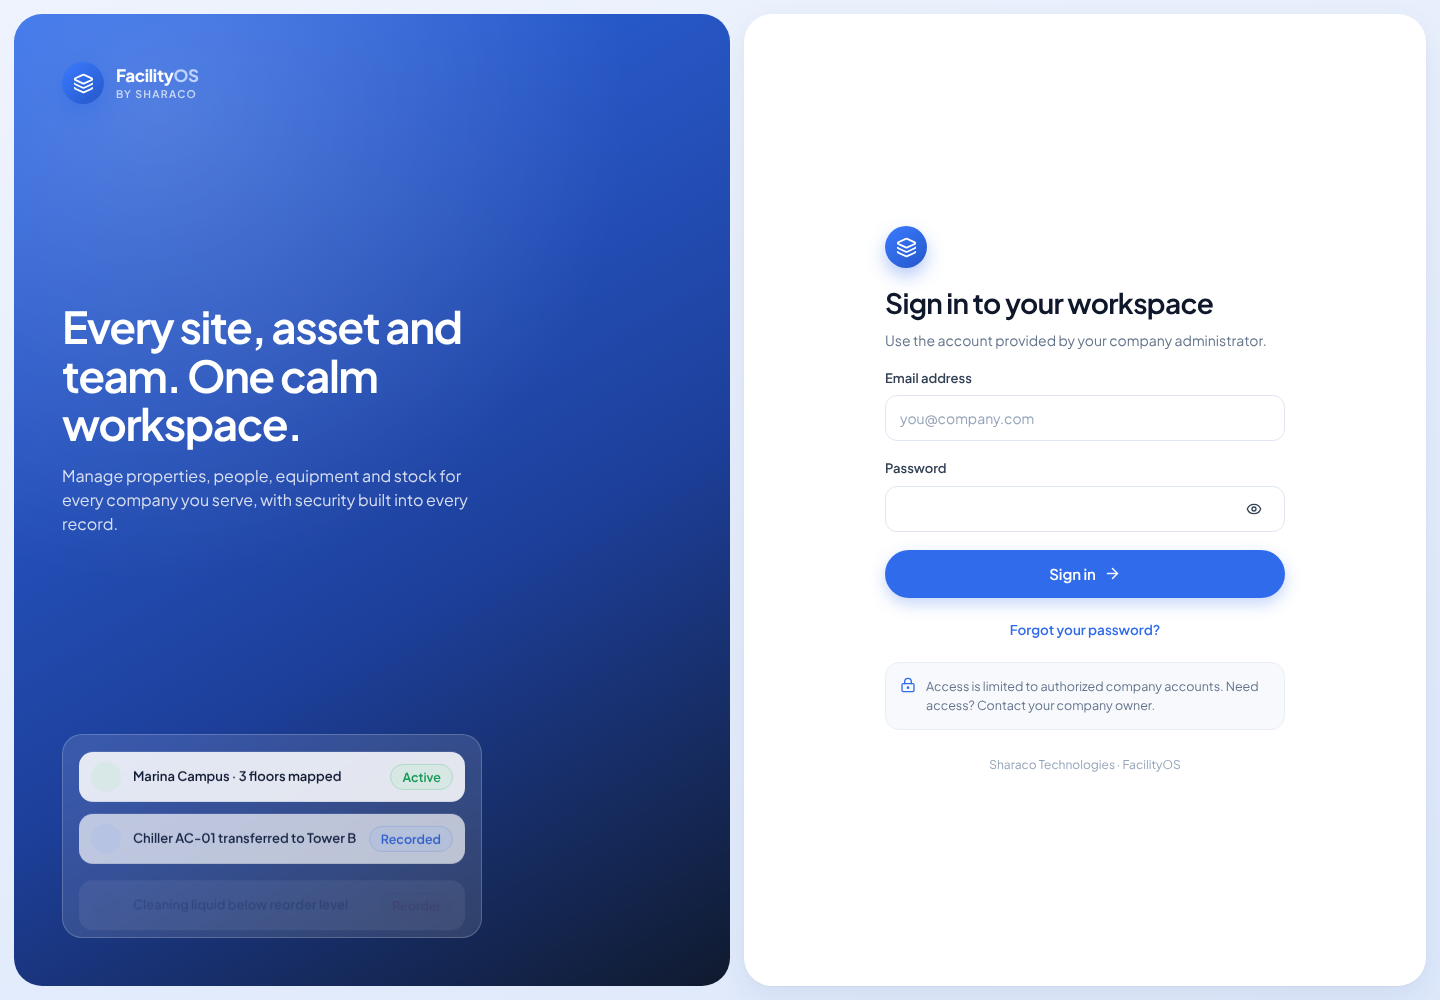 FacilityOS
BY SHARACO
Every site, asset and
team. One calm
workspace.
Manage properties, people, equipment and stock for
every company you serve, with security built into every
record.
Marina Campus · 3 floors mapped
Active
Chiller AC-01 transferred to Tower B
Recorded
Cleaning liquid below reorder level
Reorder
Sign in to your workspace
Use the account provided by your company administrator.
Email address
you@company.com
Password
Sign in
Forgot your password?
Access is limited to authorized company accounts. Need
access? Contact your company owner.
Sharaco Technologies · FacilityOS